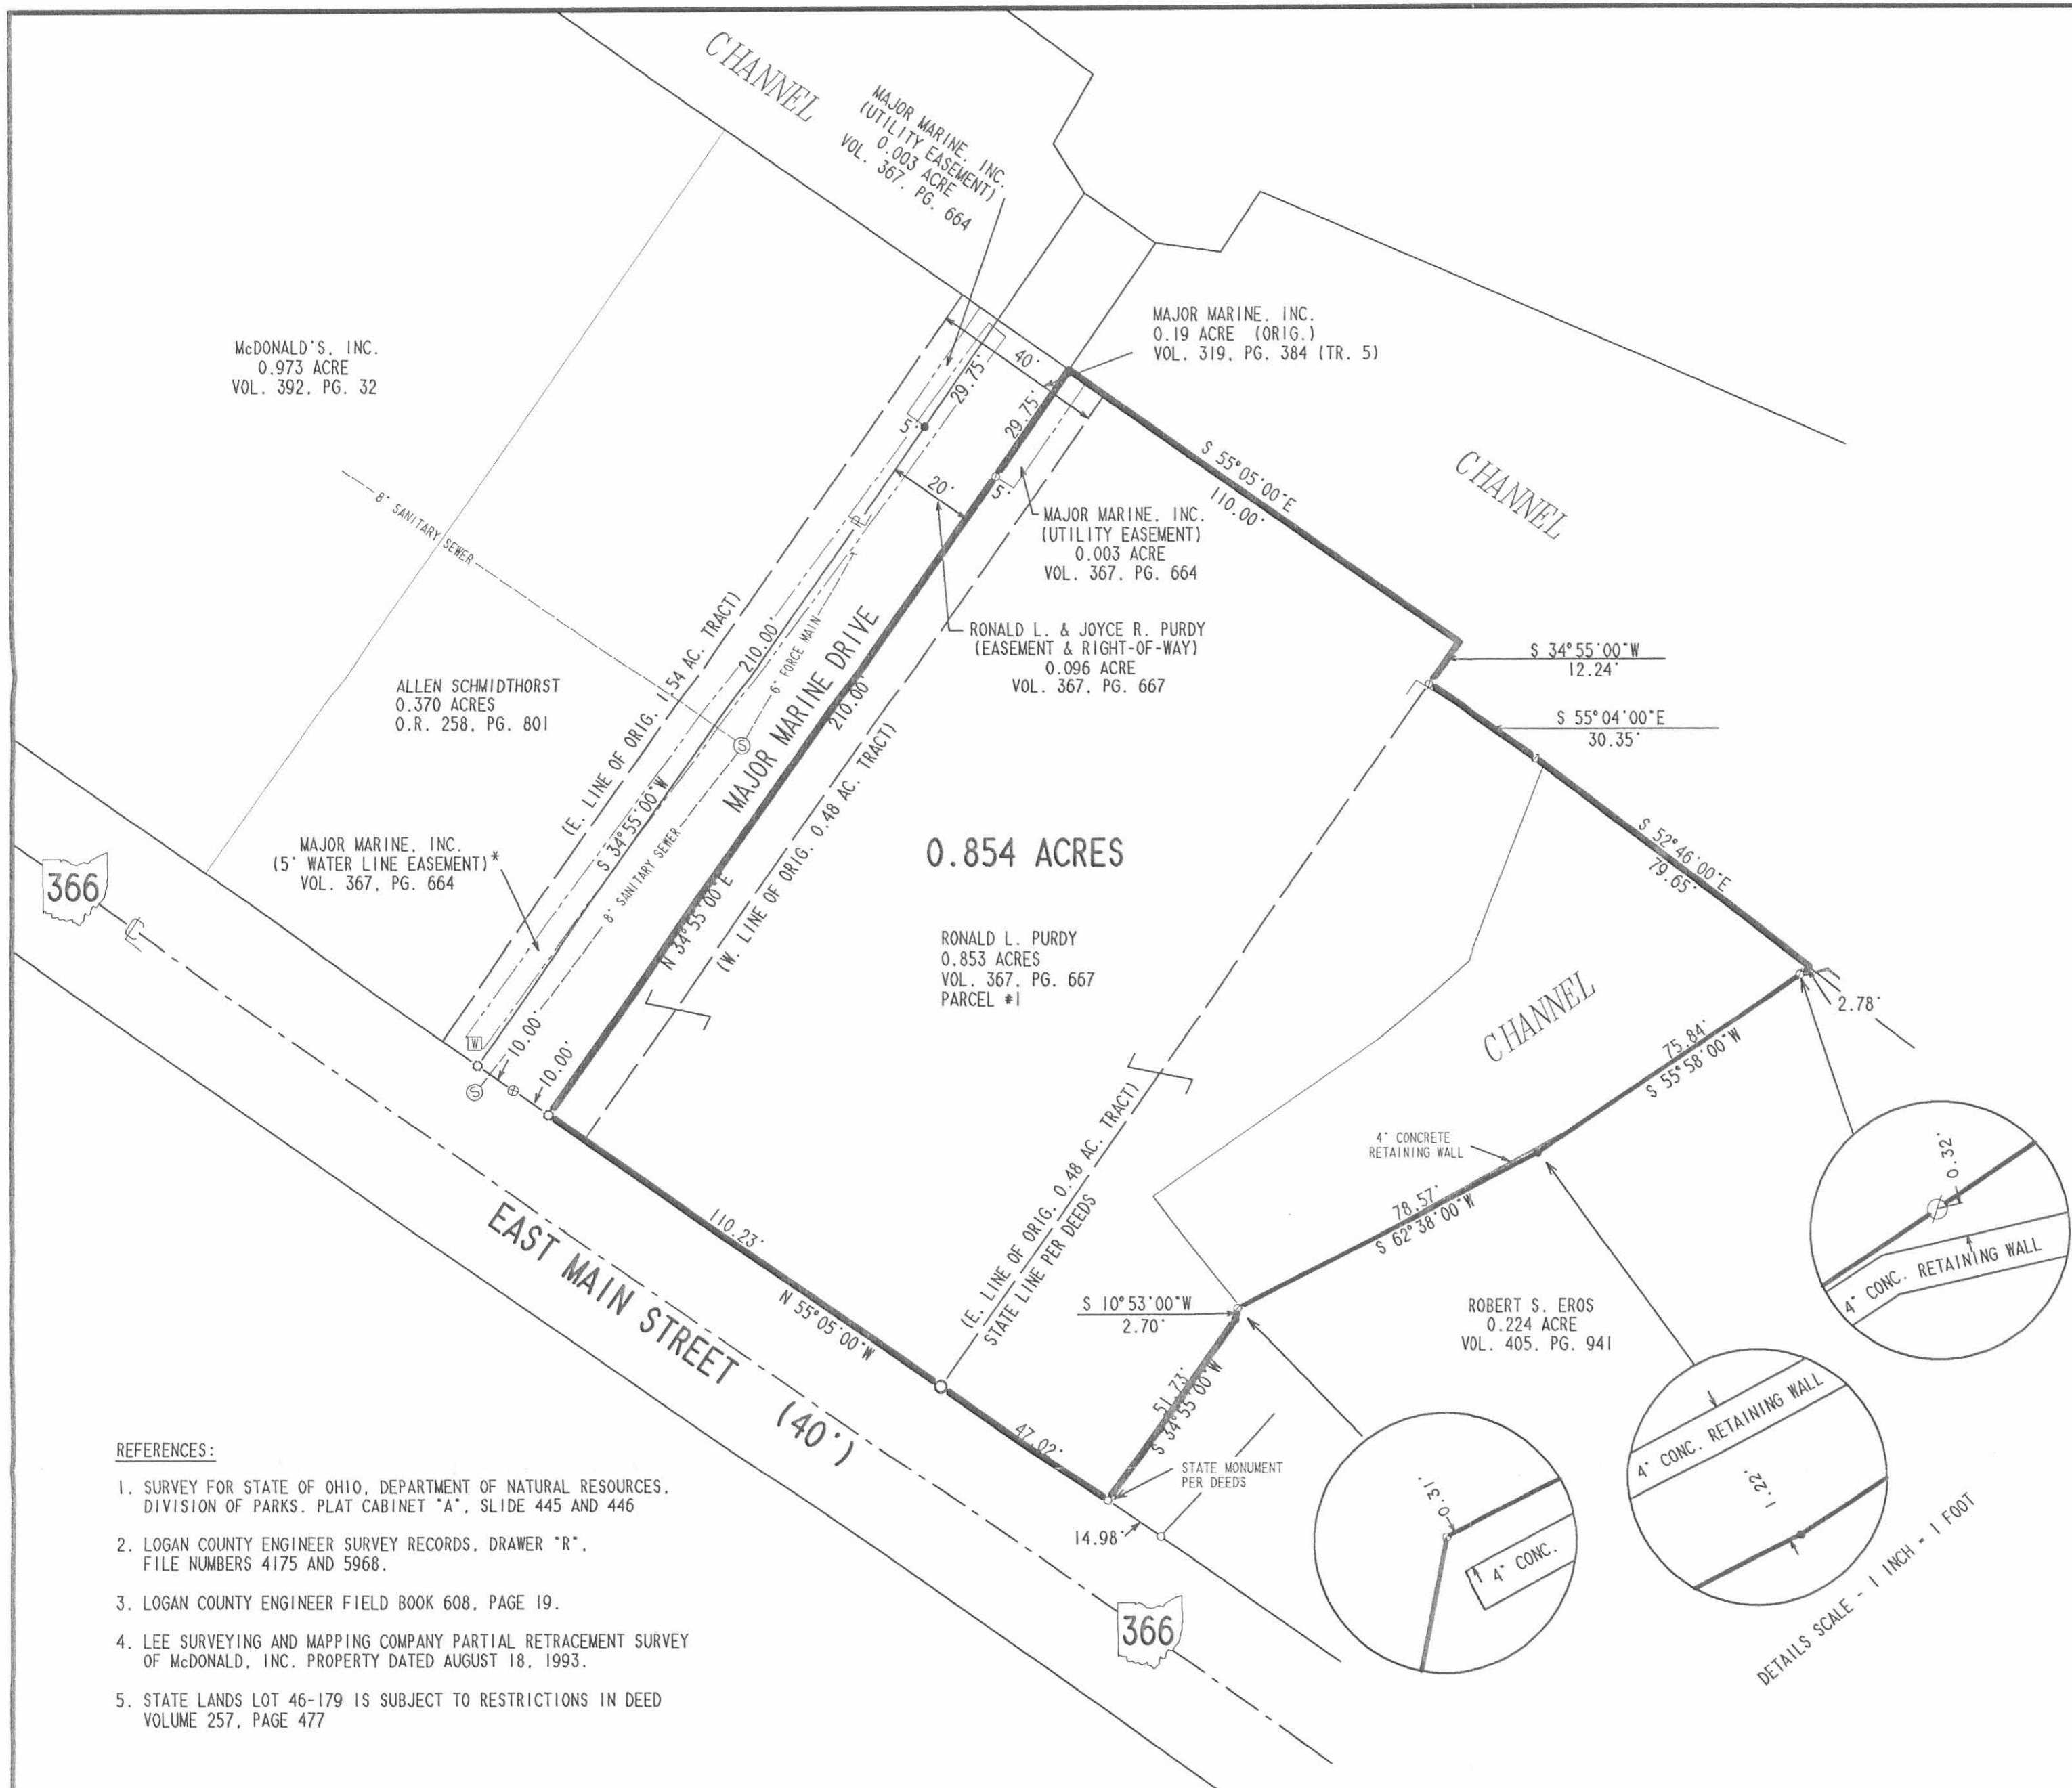 CHANNEL
MAJOR MARINE, INC.
(UTILITY EASEMENT)
0.003 ACRE
VOL. 367, PG. 664
McDONALD'S, INC.
0.973 ACRE
VOL. 392, PG. 32
MAJOR MARINE, INC.
0.19 ACRE (ORIG.)
VOL. 319, PG. 384 (TR. 5)
40'
29.75'
29.75'
5'
20'
5'
S 55°05'00"E
110.00'
CHANNEL
8" SANITARY SEWER
MAJOR MARINE, INC.
(UTILITY EASEMENT)
0.003 ACRE
VOL. 367, PG. 664
RONALD L. & JOYCE R. PURDY
(EASEMENT & RIGHT-OF-WAY)
0.096 ACRE
VOL. 367, PG. 667
S 34°55'00"W
12.24'
S 55°04'00"E
30.35'
ALLEN SCHMIDTHORST
0.370 ACRES
O.R. 258, PG. 801
(E. LINE OF ORIG. 1.54 AC. TRACT)
210.00'
S 34°55'00"W
6" FORCE MAIN
MAJOR MARINE DRIVE
210.00'
N 34°55'00"E
(W. LINE OF ORIG. 0.48 AC. TRACT)
8" SANITARY SEWER
S
0.854 ACRES
S 52°46'00"E
79.65'
MAJOR MARINE, INC.
(5' WATER LINE EASEMENT)*
VOL. 367, PG. 664
366
RONALD L. PURDY
0.853 ACRES
VOL. 367, PG. 667
PARCEL #1
CHANNEL
2.78'
75.84'
S 55°58'00"W
W
S
10.00'
10.00'
4" CONCRETE
RETAINING WALL
78.57'
S 62°38'00"W
0.32'
4" CONC. RETAINING WALL
110.23'
N 55°05'00"W
EAST MAIN STREET (40')
(E. LINE OF ORIG. 0.48 AC. TRACT)
STATE LINE PER DEEDS
S 10°53'00"W
2.70'
ROBERT S. EROS
0.224 ACRE
VOL. 405, PG. 941
51.73'
S 34°55'00"W
47.02'
STATE MONUMENT
PER DEEDS
14.98'
0.31'
4" CONC.
4" CONC. RETAINING WALL
1.22'
DETAILS SCALE - 1 INCH = 1 FOOT
366
REFERENCES:
1. SURVEY FOR STATE OF OHIO, DEPARTMENT OF NATURAL RESOURCES,
DIVISION OF PARKS. PLAT CABINET "A", SLIDE 445 AND 446
2. LOGAN COUNTY ENGINEER SURVEY RECORDS, DRAWER "R",
FILE NUMBERS 4175 AND 5968.
3. LOGAN COUNTY ENGINEER FIELD BOOK 608, PAGE 19.
4. LEE SURVEYING AND MAPPING COMPANY PARTIAL RETRACEMENT SURVEY
OF McDONALD, INC. PROPERTY DATED AUGUST 18, 1993.
5. STATE LANDS LOT 46-179 IS SUBJECT TO RESTRICTIONS IN DEED
VOLUME 257, PAGE 477